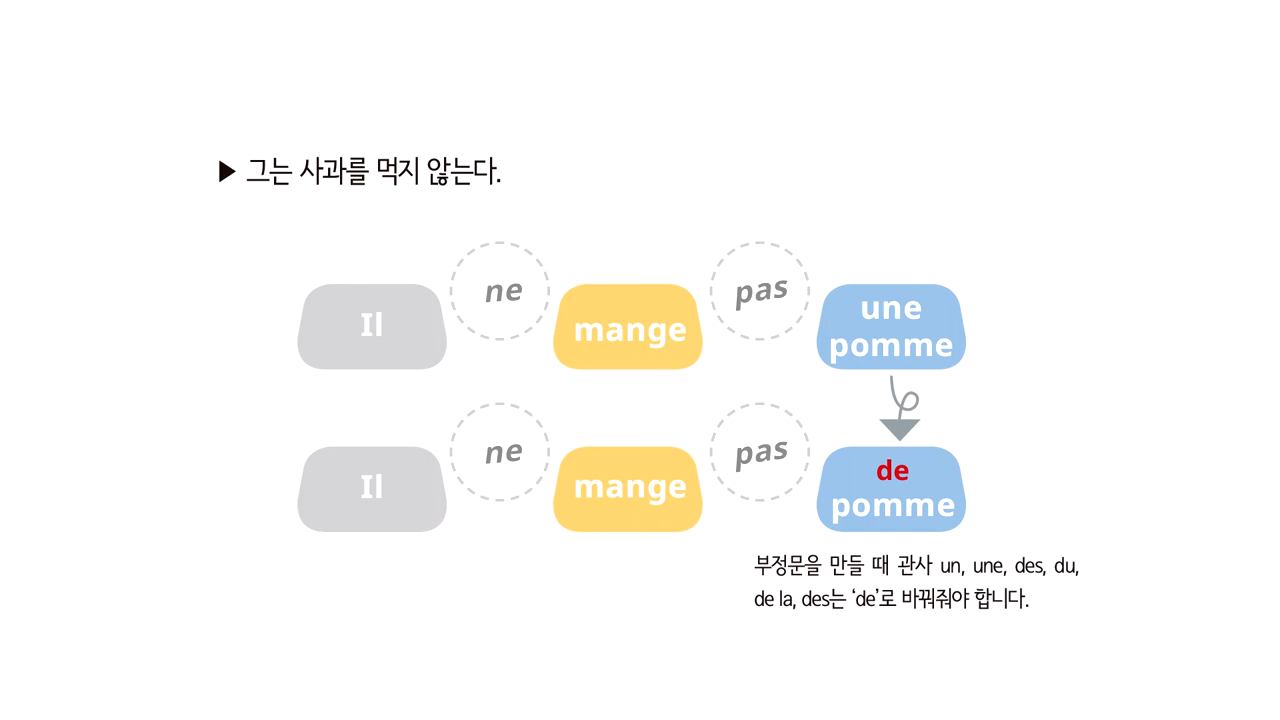 ▶ 그는 사과를 먹지 않는다.
Il ne mange pas une pomme
Il ne mange pas de pomme
부정문을 만들 때 관사 un, une, des, du,
de la, des는 ‘de’로 바꿔줘야 합니다.